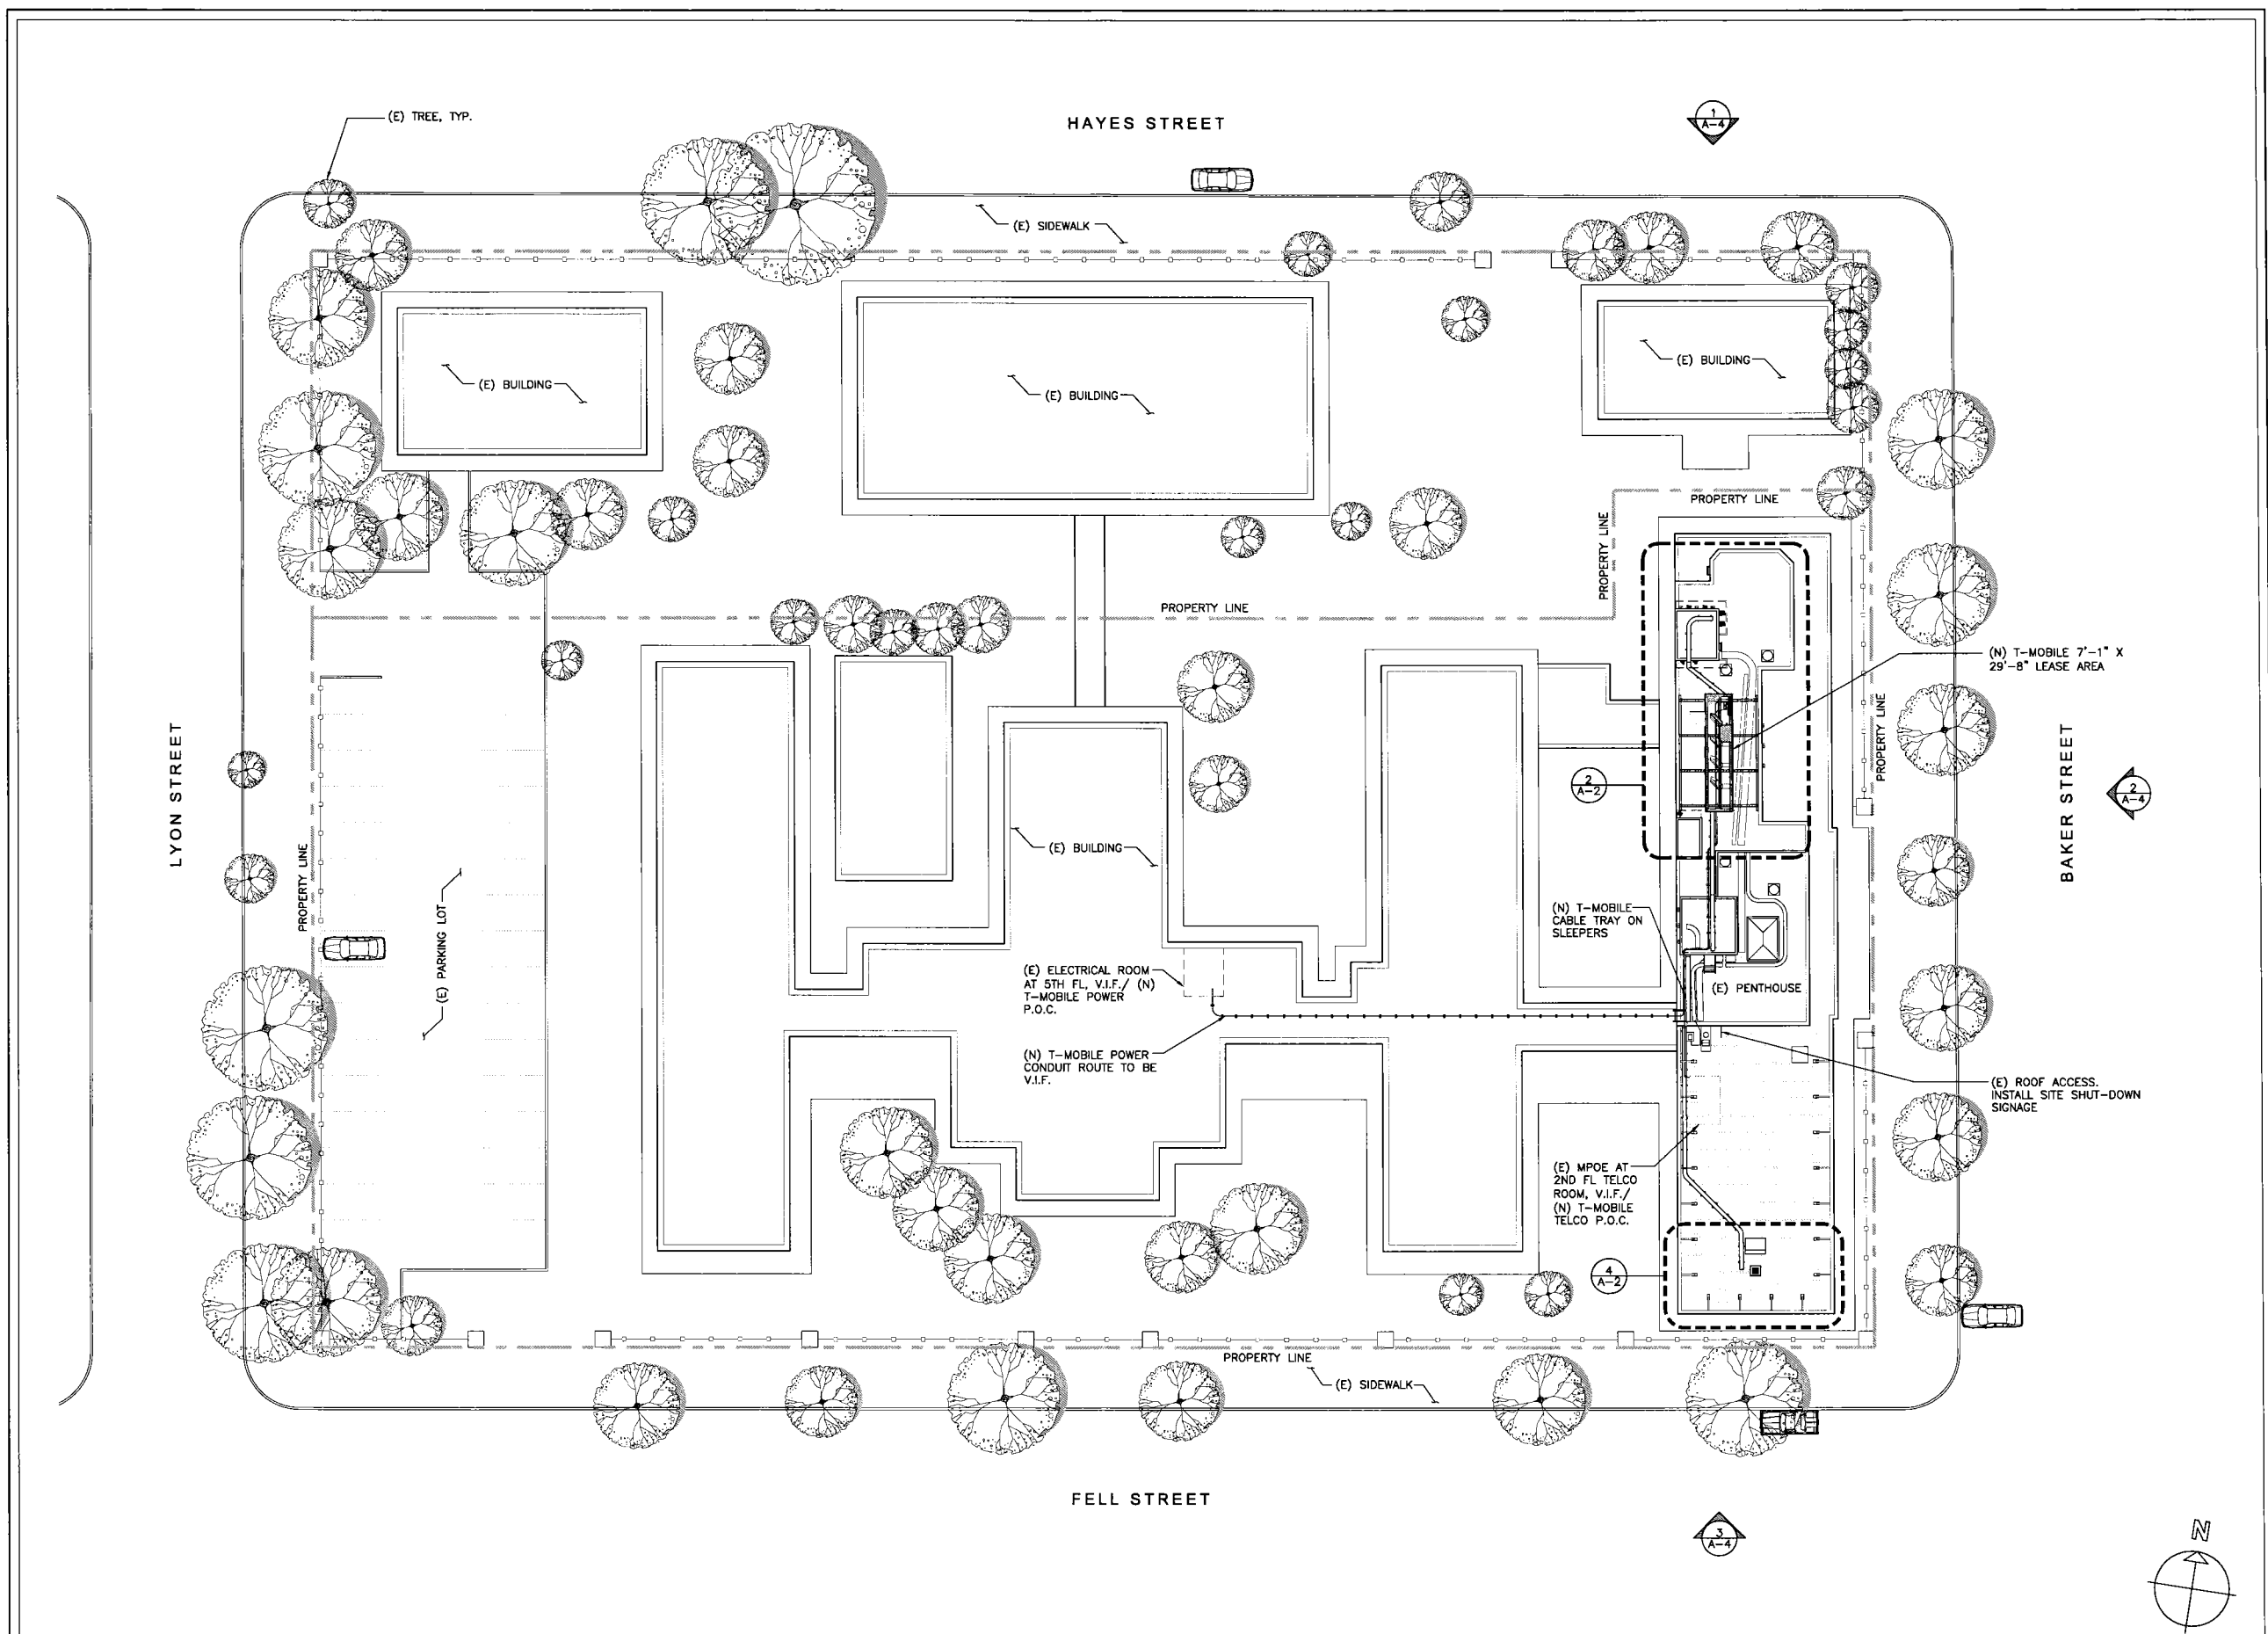 HAYES STREET
1
A-4
(E) TREE, TYP.
(E) SIDEWALK
(E) BUILDING
(E) BUILDING
(E) BUILDING
PROPERTY LINE
PROPERTY LINE
PROPERTY LINE
(N) T-MOBILE 7'-1" X
29'-8" LEASE AREA
PROPERTY LINE
LYON STREET
2
A-2
BAKER STREET
2
A-4
(E) BUILDING
PROPERTY LINE
(E) PARKING LOT
(N) T-MOBILE
CABLE TRAY ON
SLEEPERS
(E) ELECTRICAL ROOM
AT 5TH FL, V.I.F./ (N)
T-MOBILE POWER
P.O.C.
(E) PENTHOUSE
(N) T-MOBILE POWER
CONDUIT ROUTE TO BE
V.I.F.
(E) ROOF ACCESS.
INSTALL SITE SHUT-DOWN
SIGNAGE
(E) MPOE AT
2ND FL TELCO
ROOM, V.I.F./
(N) T-MOBILE
TELCO P.O.C.
4
A-2
PROPERTY LINE
(E) SIDEWALK
FELL STREET
3
A-4
N